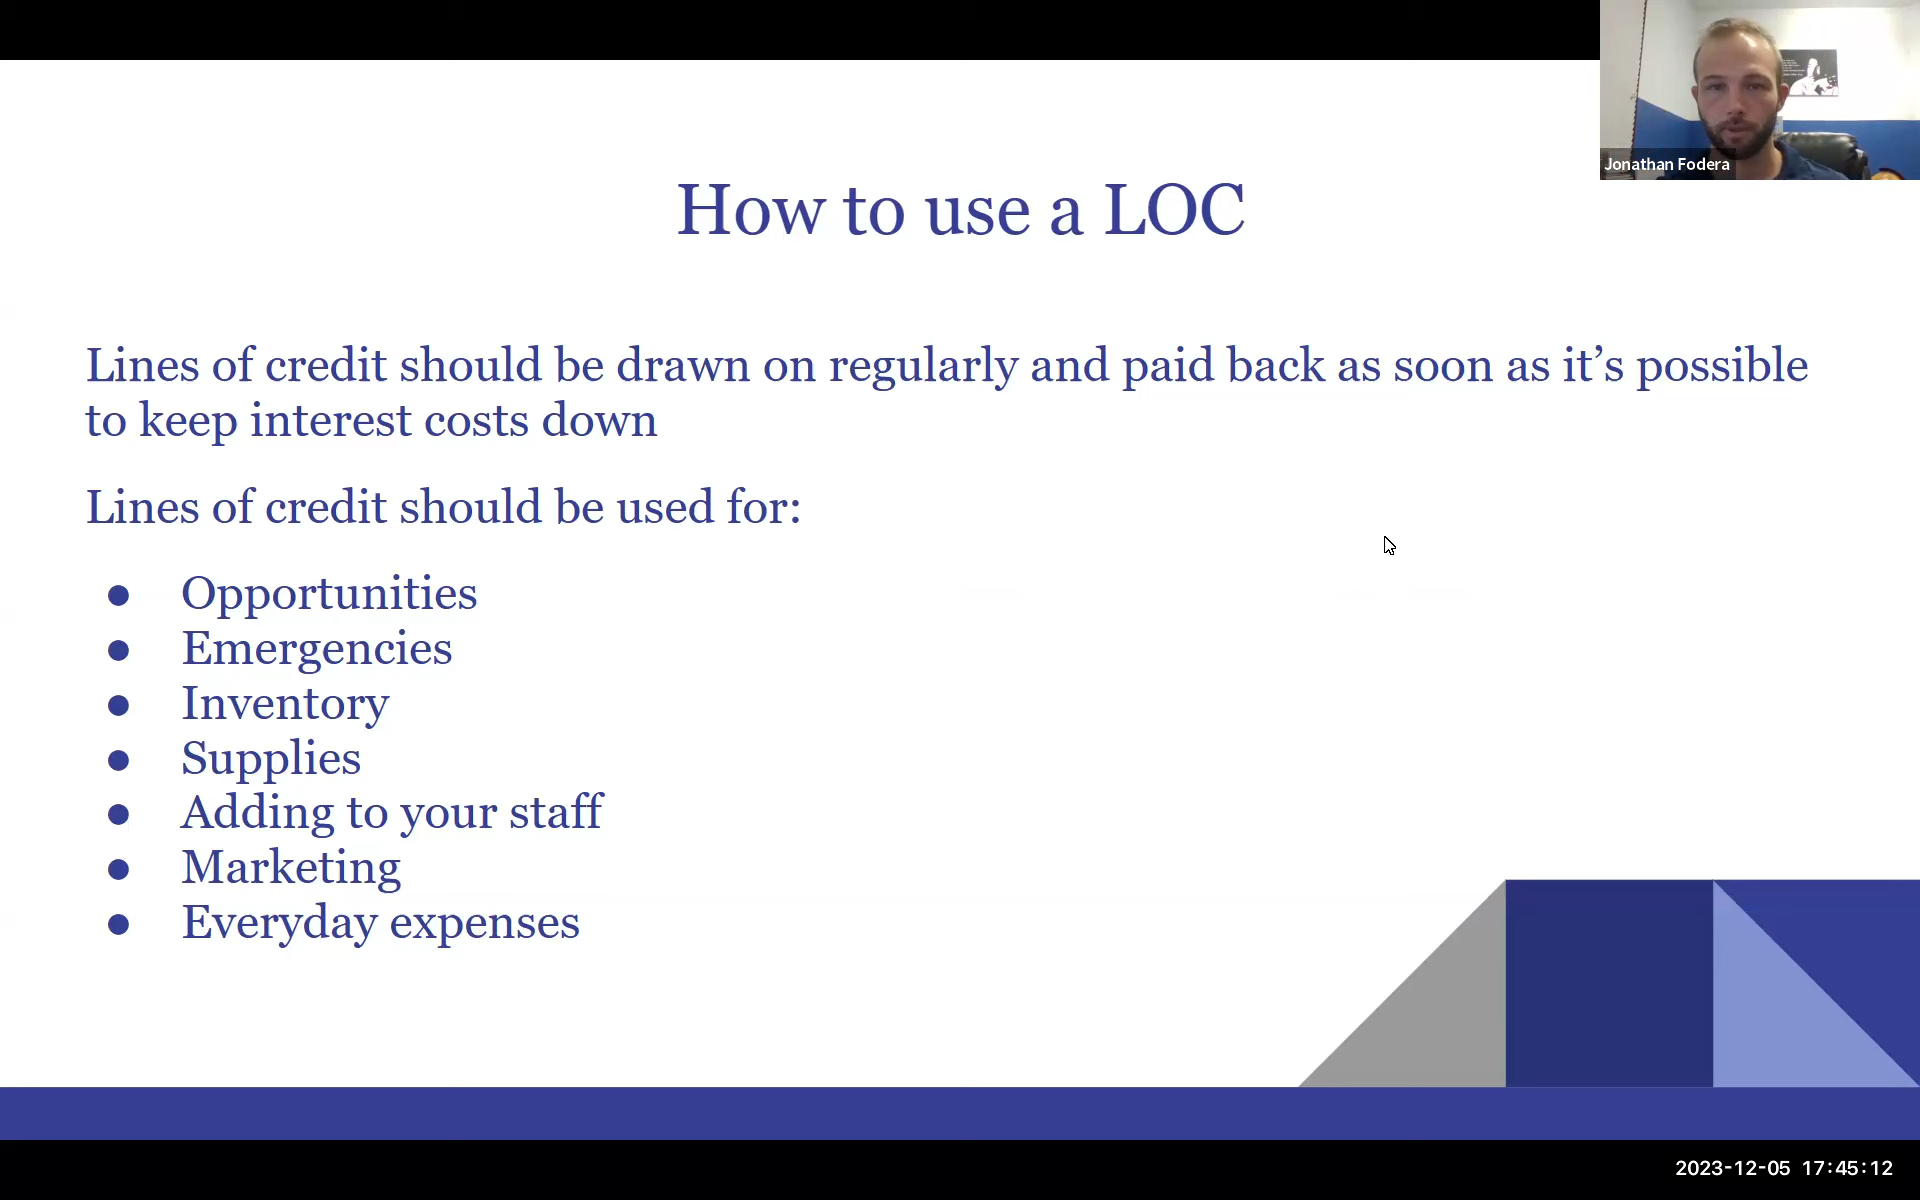 Jonathan Fodera
How to use a LOC
Lines of credit should be drawn on regularly and paid back as soon as it’s possible
to keep interest costs down
Lines of credit should be used for:
● Opportunities
● Emergencies
● Inventory
● Supplies
● Adding to your staff
● Marketing
● Everyday expenses
2023-12-05 17:45:12